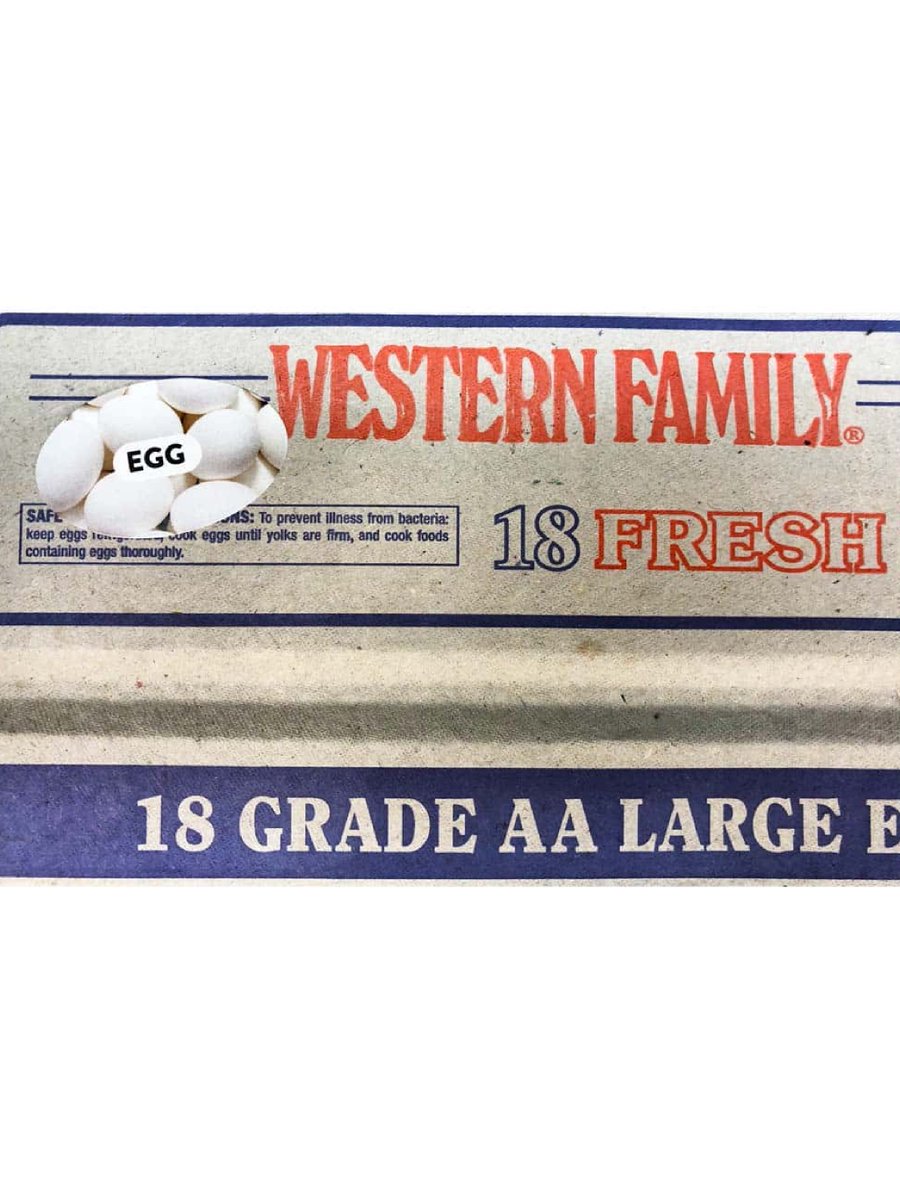 WESTERN FAMILY®
EGG
SAFE NS: To prevent illness from bacteria:
keep eggs cook eggs until yolks are firm, and cook foods
containing eggs thoroughly.
18 FRESH
18 GRADE AA LARGE E